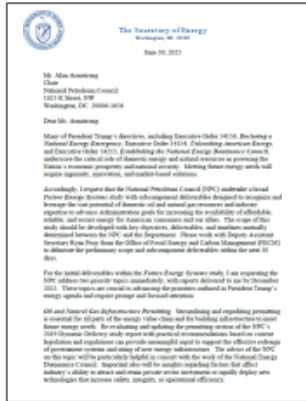 The Secretary of Energy
Washington, DC 20585
June 30, 2025
Mr. Alan Armstrong
Chair
National Petroleum Council
1625 K Street, NW
Washington, DC 20006-1656
Dear Mr. Armstrong:
Many of President Trump's directives, including Executive Order 14156, Declaring a
National Energy Emergency, Executive Order 14154, Unleashing American Energy,
and Executive Order 14213, Establishing the National Energy Dominance Council,
underscore the critical role of domestic energy and natural resources in powering the
Nation's economic prosperity and national security. Meeting future energy needs will
require ingenuity, innovation, and market-based solutions.
Accordingly, I request that the National Petroleum Council (NPC) undertake a broad
Future Energy Systems study with subcomponent deliverables designed to recognize and
leverage the vast potential of domestic oil and natural gas resources and industry
expertise to advance Administration goals for increasing the availability of affordable,
reliable, and secure energy for American consumers and our allies. The scope of this
study should be developed with key objectives, deliverables, and timelines mutually
determined between the NPC and the Department. Please work with Deputy Assistant
Secretary Ryan Peay from the Office of Fossil Energy and Carbon Management (FECM)
to delineate the preliminary scope and subcomponent deliverables within the next 30
days.
For the initial deliverables within the Future Energy Systems study, I am requesting the
NPC address two priority topics immediately, with reports delivered to me by December
2025. These topics are crucial to advancing the priorities outlined in President Trump's
energy agenda and require prompt and focused attention:
Oil and Natural Gas Infrastructure Permitting. Streamlining and expediting permitting
is essential for all parts of the energy value chain and for building infrastructure to meet
future energy needs. Re-evaluating and updating the permitting section of the NPC's
2019 Dynamic Delivery study report with practical recommendations based on current
legislation and regulations can provide meaningful input to support the effective redesign
of government systems and siting of new energy infrastructure. The advice of the NPC
on this topic will be particularly helpful in concert with the work of the National Energy
Dominance Council. Important also will be insights regarding factors that affect
industry's ability to attract and retain private sector investment or rapidly deploy new
technologies that increase safety, integrity, or operational efficiency.